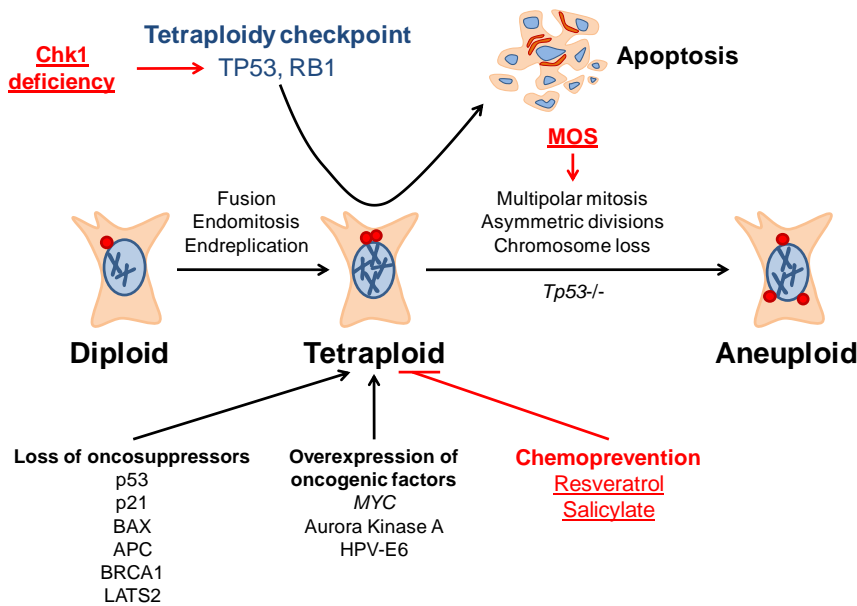 Chk1
deficiency
Tetraploidy checkpoint
TP53, RB1
Apoptosis
MOS
Fusion
Endomitosis
Endreplication
Multipolar mitosis
Asymmetric divisions
Chromosome loss
Tp53-/-
Diploid
Tetraploid
Aneuploid
Loss of oncosuppressors
p53
p21
BAX
APC
BRCA1
LATS2
Overexpression of
oncogenic factors
MYC
Aurora Kinase A
HPV-E6
Chemoprevention
Resveratrol
Salicylate